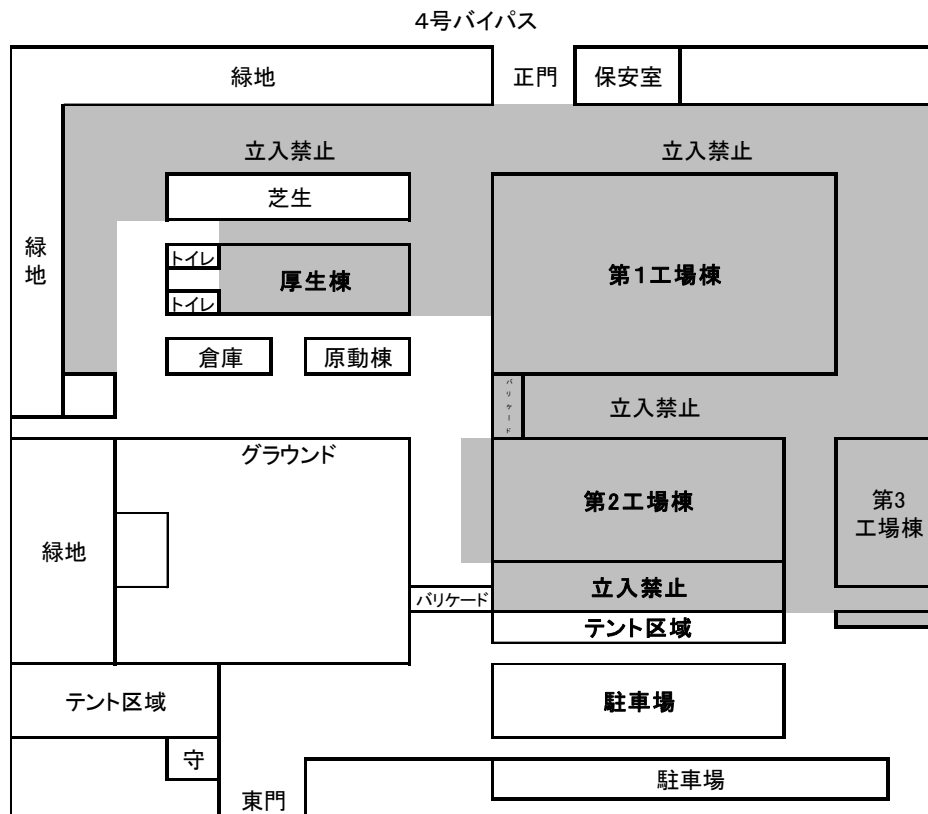 4号バイパス
緑地
正門
保安室
立入禁止
立入禁止
芝生
緑
地
トイレ
厚生棟
第1工場棟
トイレ
倉庫
原動棟
バリケード
立入禁止
グラウンド
第2工場棟
第3
工場棟
緑地
立入禁止
バリケード
テント区域
テント区域
駐車場
守
駐車場
東門